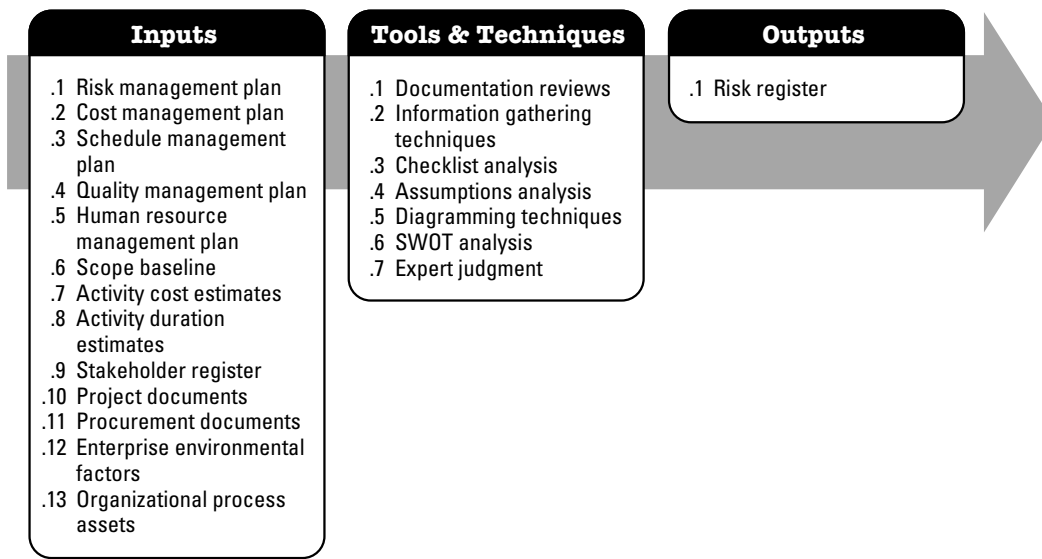 Inputs
.1 Risk management plan
.2 Cost management plan
.3 Schedule management
plan
.4 Quality management plan
.5 Human resource
management plan
.6 Scope baseline
.7 Activity cost estimates
.8 Activity duration
estimates
.9 Stakeholder register
.10 Project documents
.11 Procurement documents
.12 Enterprise environmental
factors
.13 Organizational process
assets
Tools & Techniques
.1 Documentation reviews
.2 Information gathering
techniques
.3 Checklist analysis
.4 Assumptions analysis
.5 Diagramming techniques
.6 SWOT analysis
.7 Expert judgment
Outputs
.1 Risk register